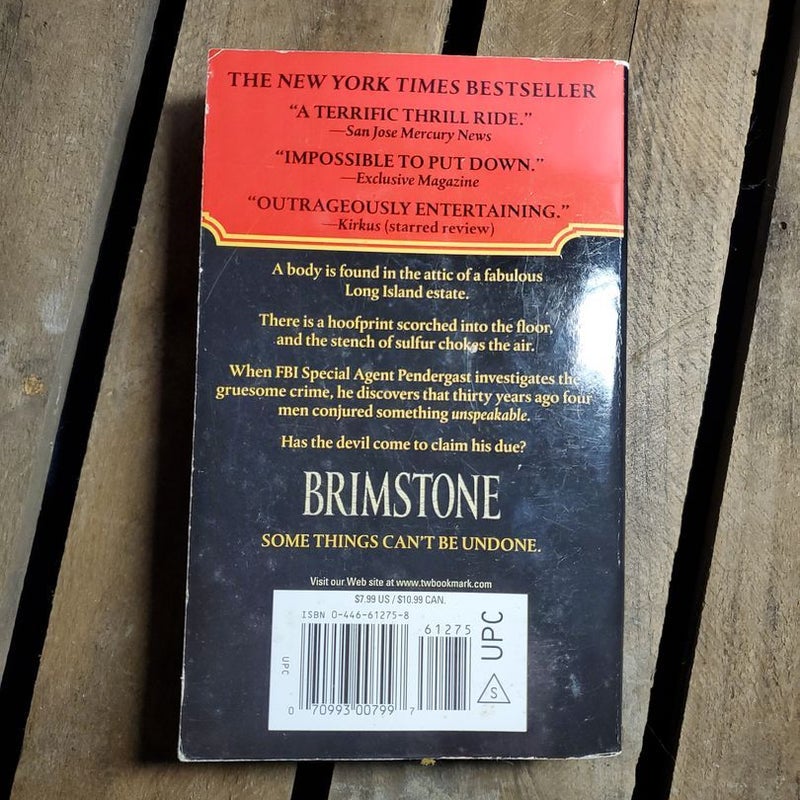 THE NEW YORK TIMES BESTSELLER
“A TERRIFIC THRILL RIDE.”
—San Jose Mercury News
“IMPOSSIBLE TO PUT DOWN.”
—Exclusive Magazine
“OUTRAGEOUSLY ENTERTAINING.”
—Kirkus (starred review)
A body is found in the attic of a fabulous
Long Island estate.
There is a hoofprint scorched into the floor,
and the stench of sulfur chokes the air.
When FBI Special Agent Pendergast investigates the
gruesome crime, he discovers that thirty years ago four
men conjured something unspeakable.
Has the devil come to claim his due?
BRIMSTONE
SOME THINGS CAN’T BE UNDONE.
Visit our Web site at www.twbookmark.com
$7.99 US / $10.99 CAN.
ISBN 0-446-61275-8
61275
UPC
UPC
S
0 70993 00799 7